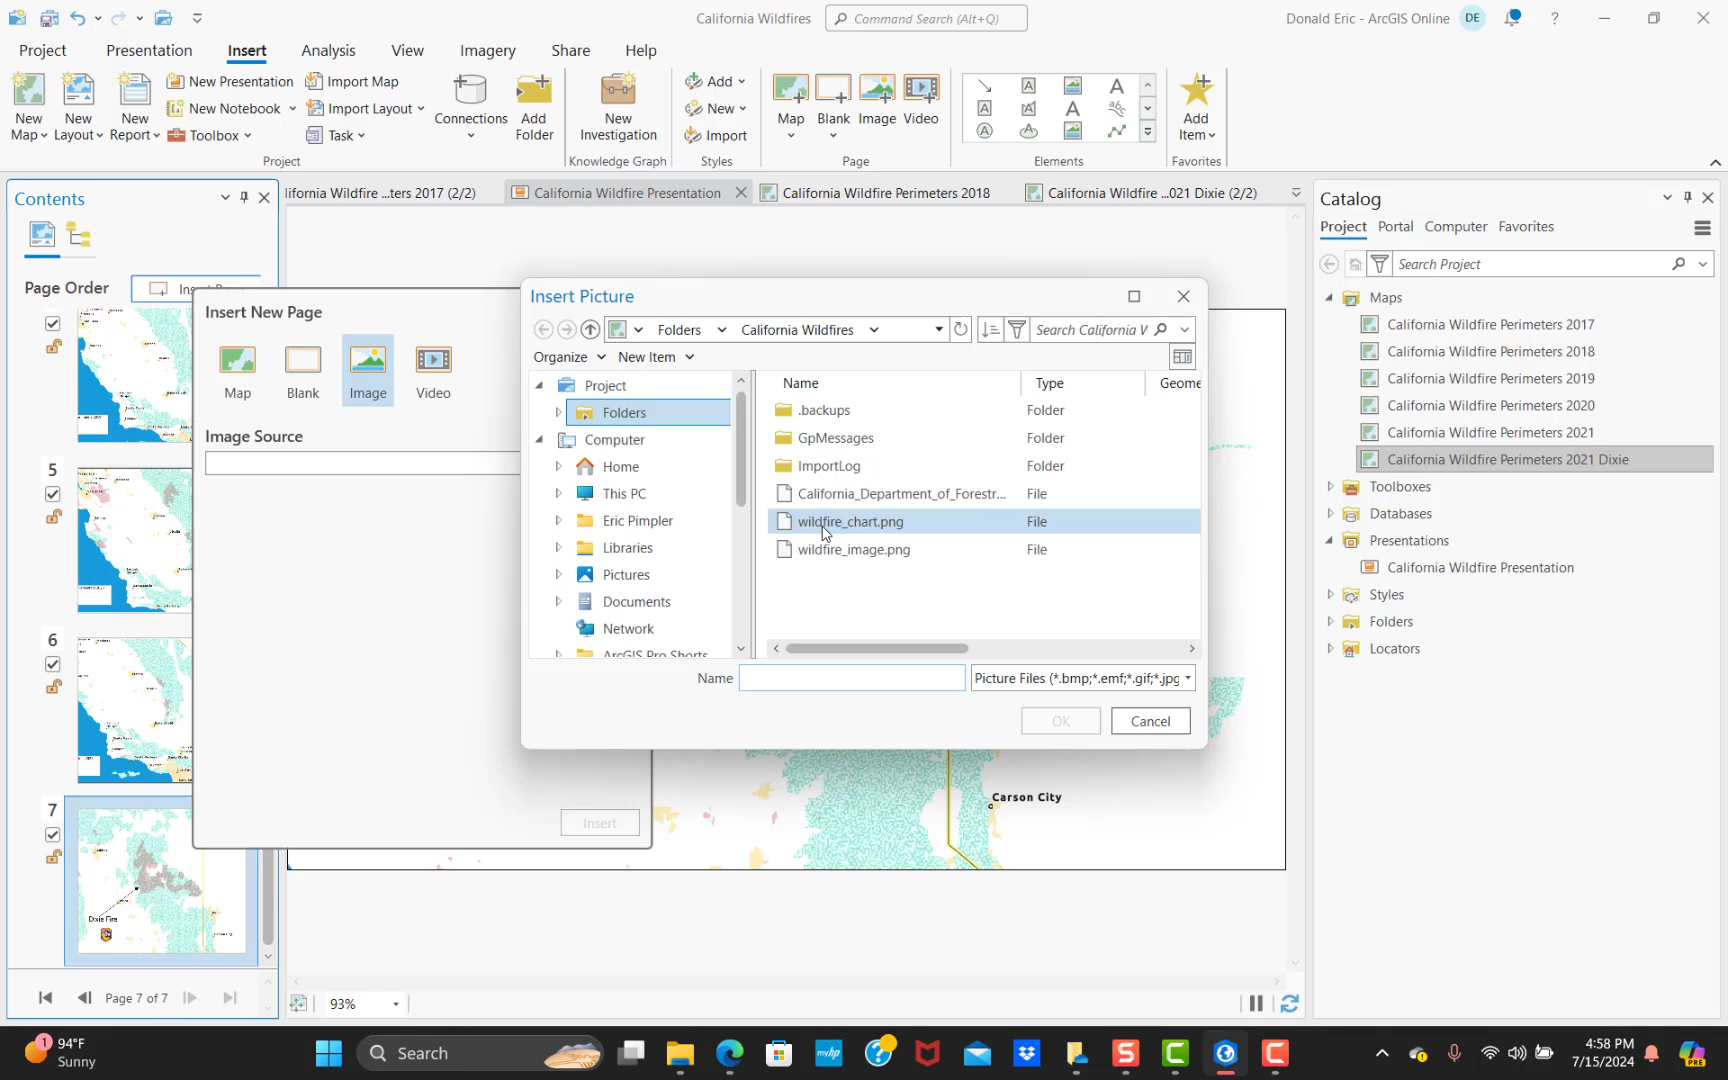 California Wildfires
Command Search (Alt+Q)
Donald Eric - ArcGIS Online
DE
?
Project
Presentation
Insert
Analysis
View
Imagery
Share
Help
New Map
New Layout
New Report
New Presentation
New Notebook
Toolbox
Import Map
Import Layout
Task
Connections
Add Folder
New Investigation
Add
New
Import
Map
Blank
Image
Video
Add Item
Project
Knowledge Graph
Styles
Page
Elements
Favorites
Contents
lifornia Wildfire ...ters 2017 (2/2)
California Wildfire Presentation
California Wildfire Perimeters 2018
California Wildfire ...021 Dixie (2/2)
Page Order
5
6
7
Dixie Fire
Page 7 of 7
Insert New Page
Map
Blank
Image
Video
Image Source
Insert
Insert Picture
Folders
California Wildfires
Search California W
Organize
New Item
Project
Folders
Computer
Home
This PC
Eric Pimpler
Libraries
Pictures
Documents
Network
ArcGIS Pro Shorts
Name
Type
Geome
.backups
Folder
GpMessages
Folder
ImportLog
Folder
California_Department_of_Forestr...
File
wildfire_chart.png
File
wildfire_image.png
File
Name
Picture Files (*.bmp;*.emf;*.gif;*.jpg
OK
Cancel
Carson City
93%
Catalog
Project
Portal
Computer
Favorites
Search Project
Maps
California Wildfire Perimeters 2017
California Wildfire Perimeters 2018
California Wildfire Perimeters 2019
California Wildfire Perimeters 2020
California Wildfire Perimeters 2021
California Wildfire Perimeters 2021 Dixie
Toolboxes
Databases
Presentations
California Wildfire Presentation
Styles
Folders
Locators
1
94°F
Sunny
Search
myhp
4:58 PM
7/15/2024
PRE